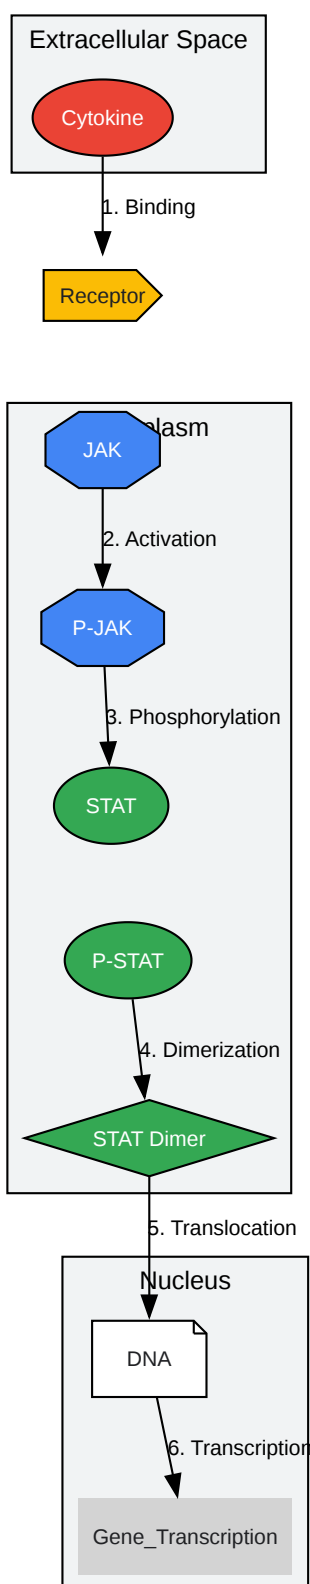 Extracellular Space
Cytokine
1. Binding
Receptor
plasm
JAK
2. Activation
P-JAK
3. Phosphorylation
STAT
P-STAT
4. Dimerization
STAT Dimer
5. Translocation
Nucleus
DNA
6. Transcription
Gene_Transcription